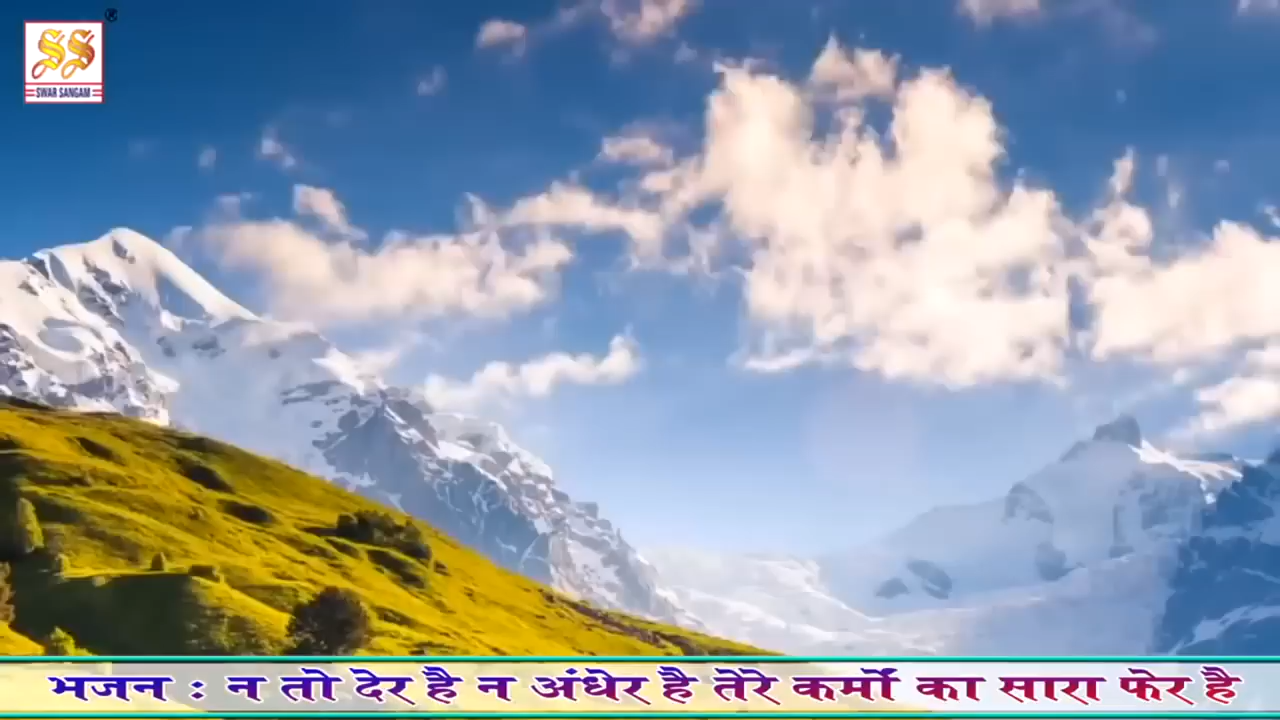 SS
SWAR SANGAM
भजन : न तो देर है न अंधेर है तेरे कर्मों का सारा फेर है